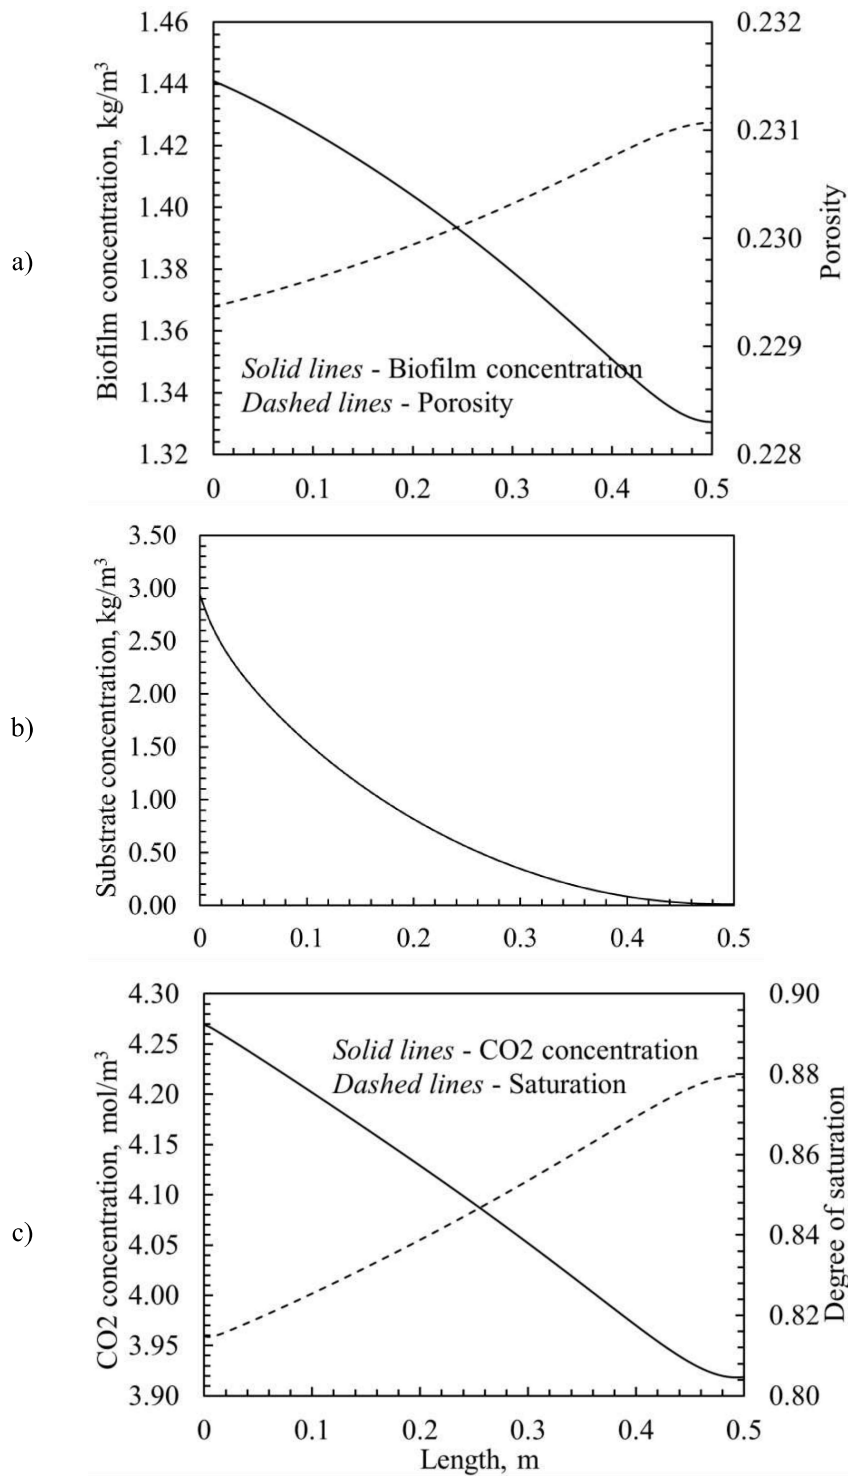 a)
Biofilm concentration, kg/m³
1.46
1.44
1.42
1.40
1.38
1.36
1.34
1.32
0.232
0.231
0.230
0.229
0.228
Porosity
Solid lines - Biofilm concentration
Dashed lines - Porosity
0 0.1 0.2 0.3 0.4 0.5
b)
Substrate concentration, kg/m³
3.50
3.00
2.50
2.00
1.50
1.00
0.50
0.00
0 0.1 0.2 0.3 0.4 0.5
c)
CO2 concentration, mol/m³
4.30
4.25
4.20
4.15
4.10
4.05
4.00
3.95
3.90
0.90
0.88
0.86
0.84
0.82
0.80
Degree of saturation
Solid lines - CO2 concentration
Dashed lines - Saturation
0 0.1 0.2 0.3 0.4 0.5
Length, m